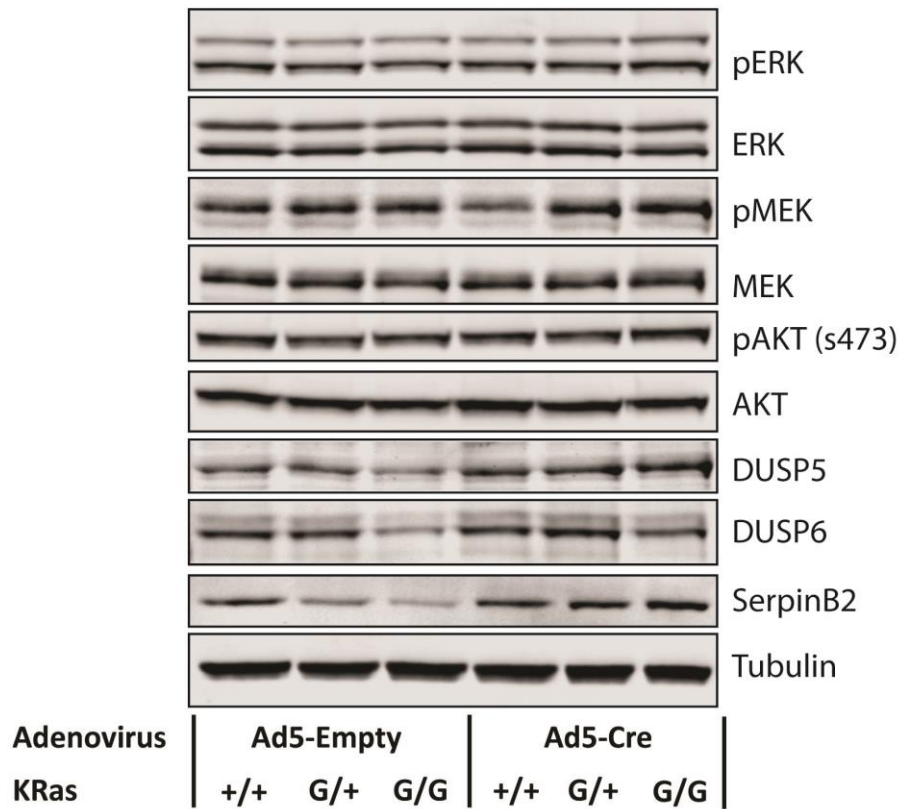 pERK
ERK
pMEK
MEK
pAKT (s473)
AKT
DUSP5
DUSP6
SerpinB2
Tubulin
Adenovirus Ad5-Empty Ad5-Cre
KRas +/+ G/+ G/G +/+ G/+ G/G